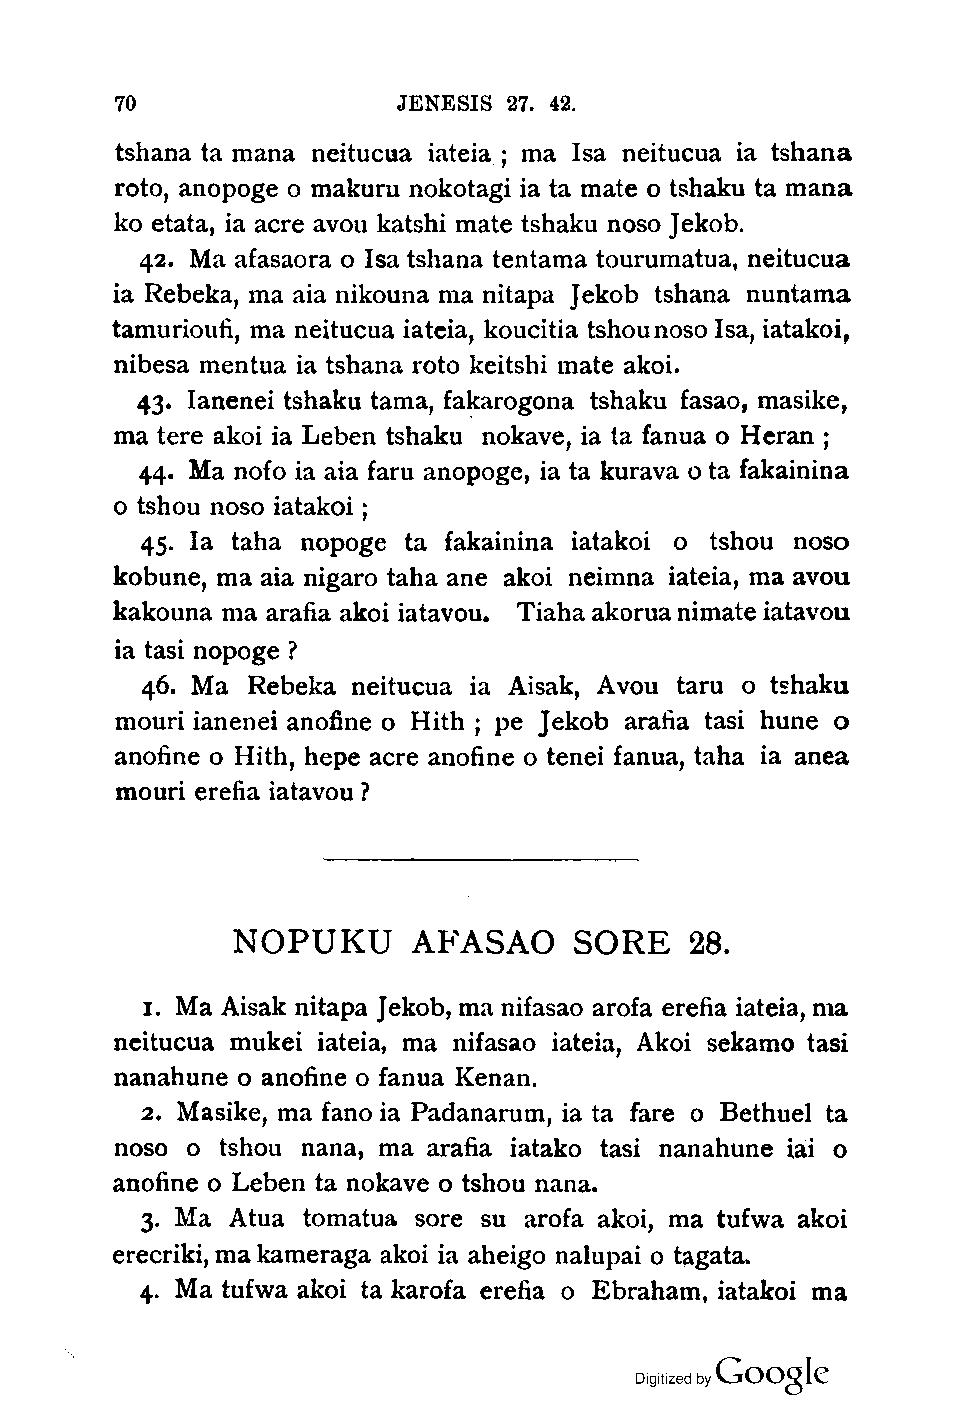 70 JENESIS 27. 42.
tshana ta mana neitucua iateia ; ma Isa neitucua ia tshana
roto, anopoge o makuru nokotagi ia ta mate o tshaku ta mana
ko etata, ia acre avou katshi mate tshaku noso Jekob.
42. Ma afasaora o Isa tshana tentama tourumatua, neitucua
ia Rebeka, ma aia nikouna ma nitapa Jekob tshana nuntama
tamurioufi, ma neitucua iateia, koucitia tshou noso Isa, iatakoi,
nibesa mentua ia tshana roto keitshi mate akoi.
43. Ianenei tshaku tama, fakarogona tshaku fasao, masike,
ma tere akoi ia Leben tshaku nokave, ia ta fanua o Heran ;
44. Ma nofo ia aia faru anopoge, ia ta kurava o ta fakainina
o tshou noso iatakoi ;
45. Ia taha nopoge ta fakainina iatakoi o tshou noso
kobune, ma aia nigaro taha ane akoi neimna iateia, ma avou
kakouna ma arafia akoi iatavou. Tiaha akorua nimate iatavou
ia tasi nopoge ?
46. Ma Rebeka neitucua ia Aisak, Avou taru o tshaku
mouri ianenei anofine o Hith ; pe Jekob arafia tasi hune o
anofine o Hith, hepe acre anofine o tenei fanua, taha ia anea
mouri erefia iatavou ?
NOPUKU AFASAO SORE 28.
1. Ma Aisak nitapa Jekob, ma nifasao arofa erefia iateia, ma
neitucua mukei iateia, ma nifasao iateia, Akoi sekamo tasi
nanahune o anofine o fanua Kenan.
2. Masike, ma fano ia Padanarum, ia ta fare o Bethuel ta
noso o tshou nana, ma arafia iatako tasi nanahune iai o
anofine o Leben ta nokave o tshou nana.
3. Ma Atua tomatua sore su arofa akoi, ma tufwa akoi
erecriki, ma kameraga akoi ia aheigo nalupai o tagata.
4. Ma tufwa akoi ta karofa erefia o Ebraham, iatakoi ma
Digitized by Google